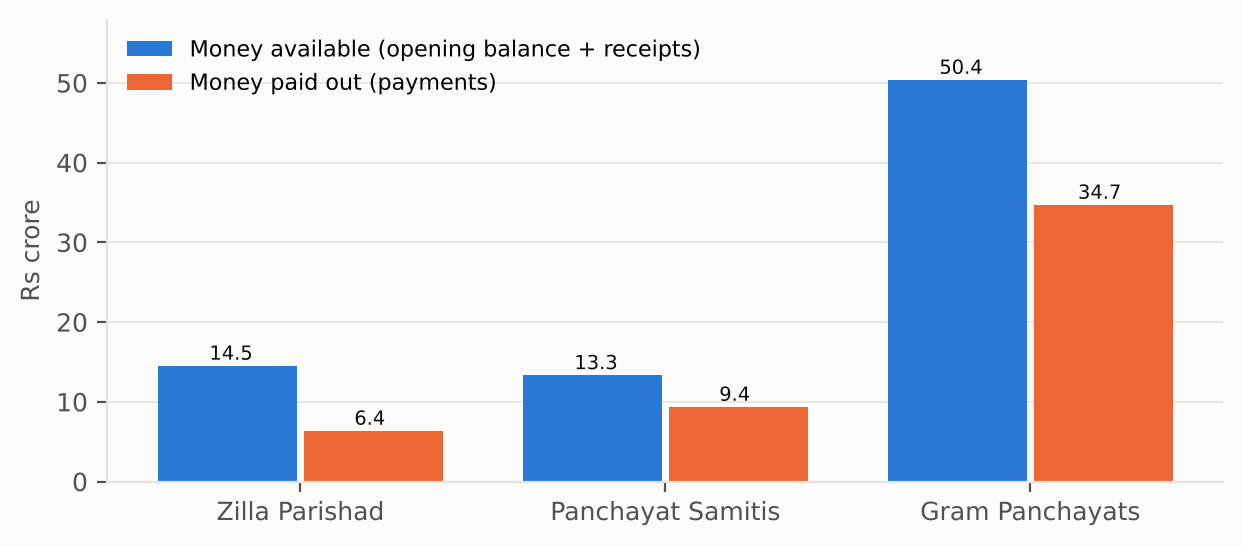 Money available (opening balance + receipts)
Money paid out (payments)
Rs crore
50
40
30
20
10
0
14.5
6.4
13.3
9.4
50.4
34.7
Zilla Parishad
Panchayat Samitis
Gram Panchayats